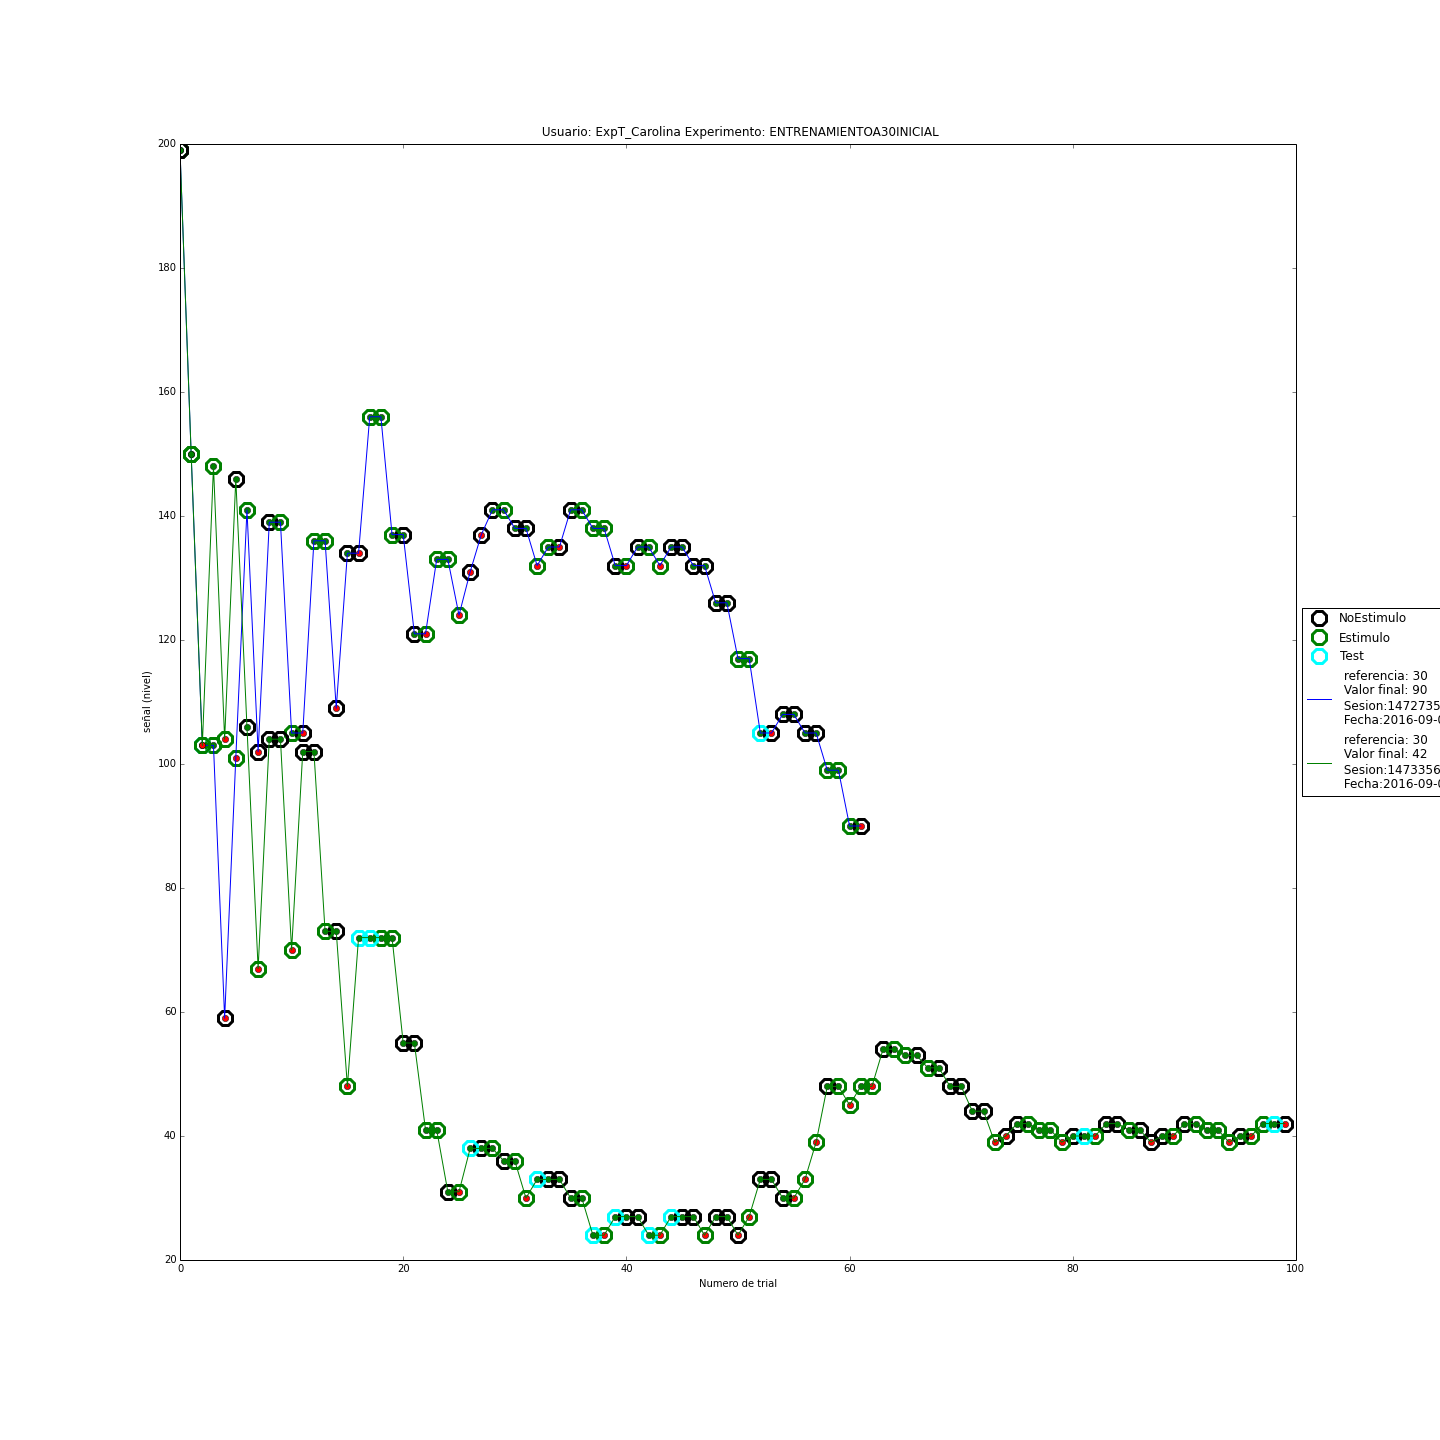 Usuario: ExpT_Carolina Experimento: ENTRENAMIENTOA30INICIAL
200
180
160
140
120
100
80
60
40
20
señal (nivel)
0
20
40
60
80
100
Numero de trial
NoEstimulo
Estimulo
Test
referencia: 30
Valor final: 90
Sesion:1472735
Fecha:2016-09-0
referencia: 30
Valor final: 42
Sesion:1473356
Fecha:2016-09-0